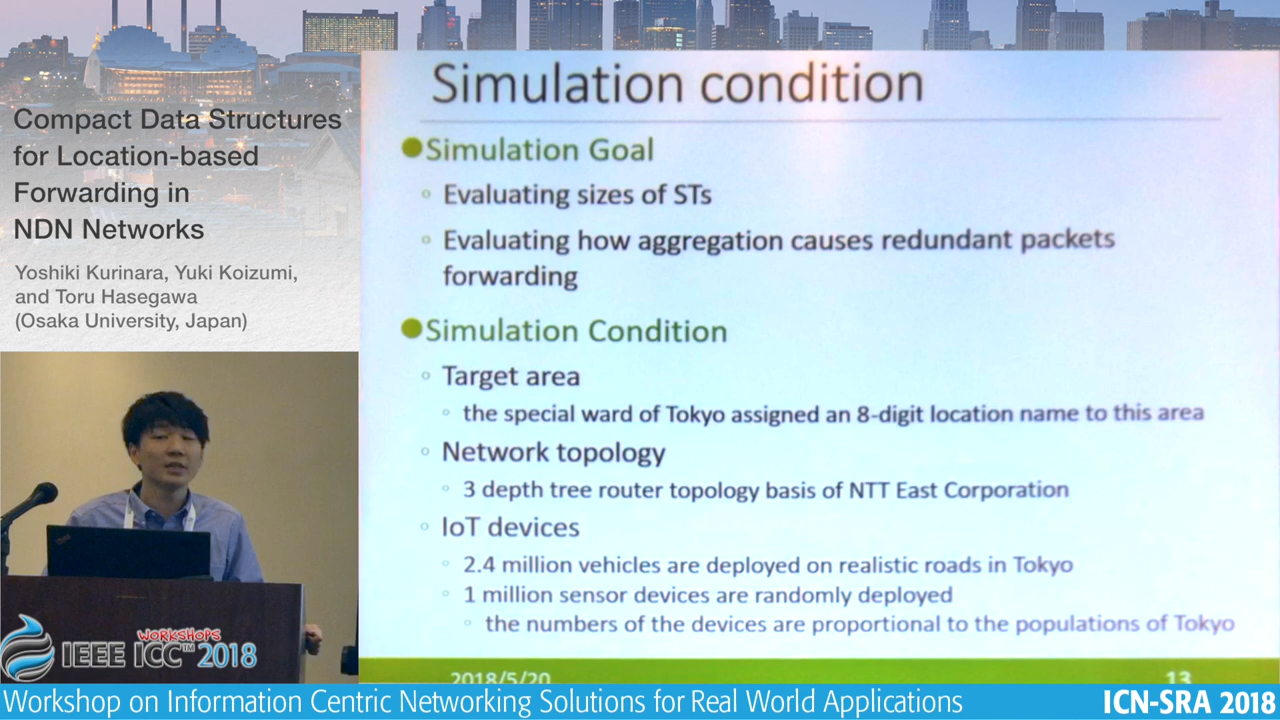 Compact Data Structures
for Location-based
Forwarding in
NDN Networks
Yoshiki Kurinara, Yuki Koizumi,
and Toru Hasegawa
(Osaka University, Japan)
Simulation condition
Simulation Goal
Evaluating sizes of STs
Evaluating how aggregation causes redundant packets
forwarding
Simulation Condition
Target area
the special ward of Tokyo assigned an 8-digit location name to this area
Network topology
3 depth tree router topology basis of NTT East Corporation
IoT devices
2.4 million vehicles are deployed on realistic roads in Tokyo
1 million sensor devices are randomly deployed
the numbers of the devices are proportional to the populations of Tokyo
2018/5/20 13
WORKSHOPS
IEEE ICC™ 2018
Workshop on Information Centric Networking Solutions for Real World Applications ICN-SRA 2018